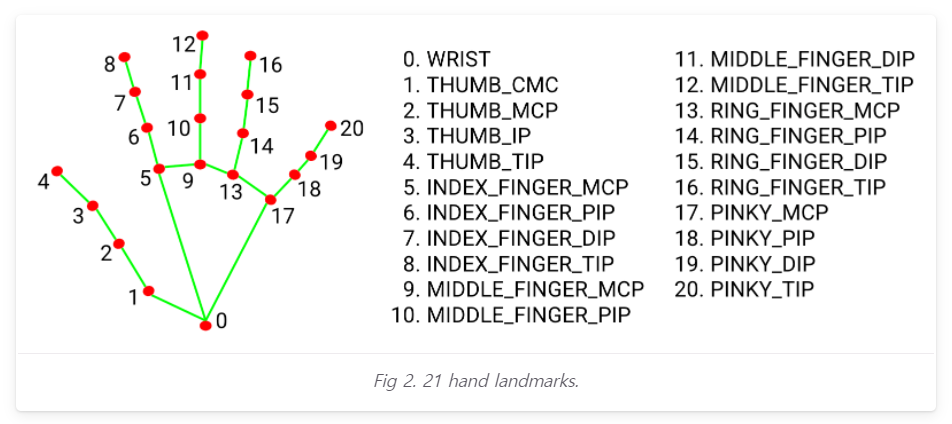 12
8
16
11
7
15
10
6
20
14
19
5
9
4
13
18
3
17
2
1
0
0. WRIST
1. THUMB_CMC
2. THUMB_MCP
3. THUMB_IP
4. THUMB_TIP
5. INDEX_FINGER_MCP
6. INDEX_FINGER_PIP
7. INDEX_FINGER_DIP
8. INDEX_FINGER_TIP
9. MIDDLE_FINGER_MCP
10. MIDDLE_FINGER_PIP
11. MIDDLE_FINGER_DIP
12. MIDDLE_FINGER_TIP
13. RING_FINGER_MCP
14. RING_FINGER_PIP
15. RING_FINGER_DIP
16. RING_FINGER_TIP
17. PINKY_MCP
18. PINKY_PIP
19. PINKY_DIP
20. PINKY_TIP
Fig 2. 21 hand landmarks.